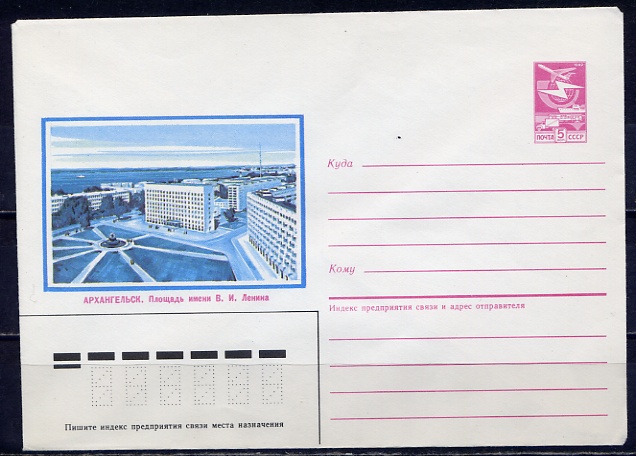 ПОЧТА 5 СССР
Куда
Кому
АРХАНГЕЛЬСК. Площадь имени В. И. Ленина
Индекс предприятия связи и адрес отправителя
Пишите индекс предприятия связи места назначения